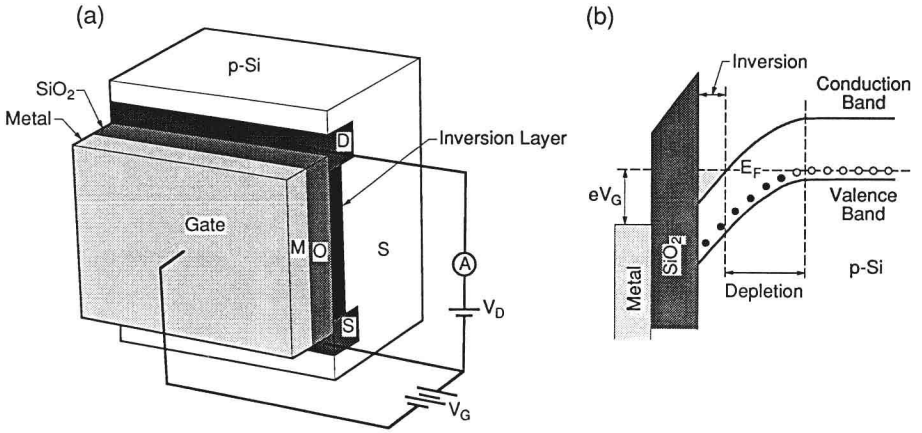 (a)
p-Si
SiO2
Metal
D
Inversion Layer
Gate
M
O
S
A
VD
S
VG
(b)
Inversion
Conduction
Band
EF
eVG
Valence
Band
SiO2
Metal
Depletion
p-Si